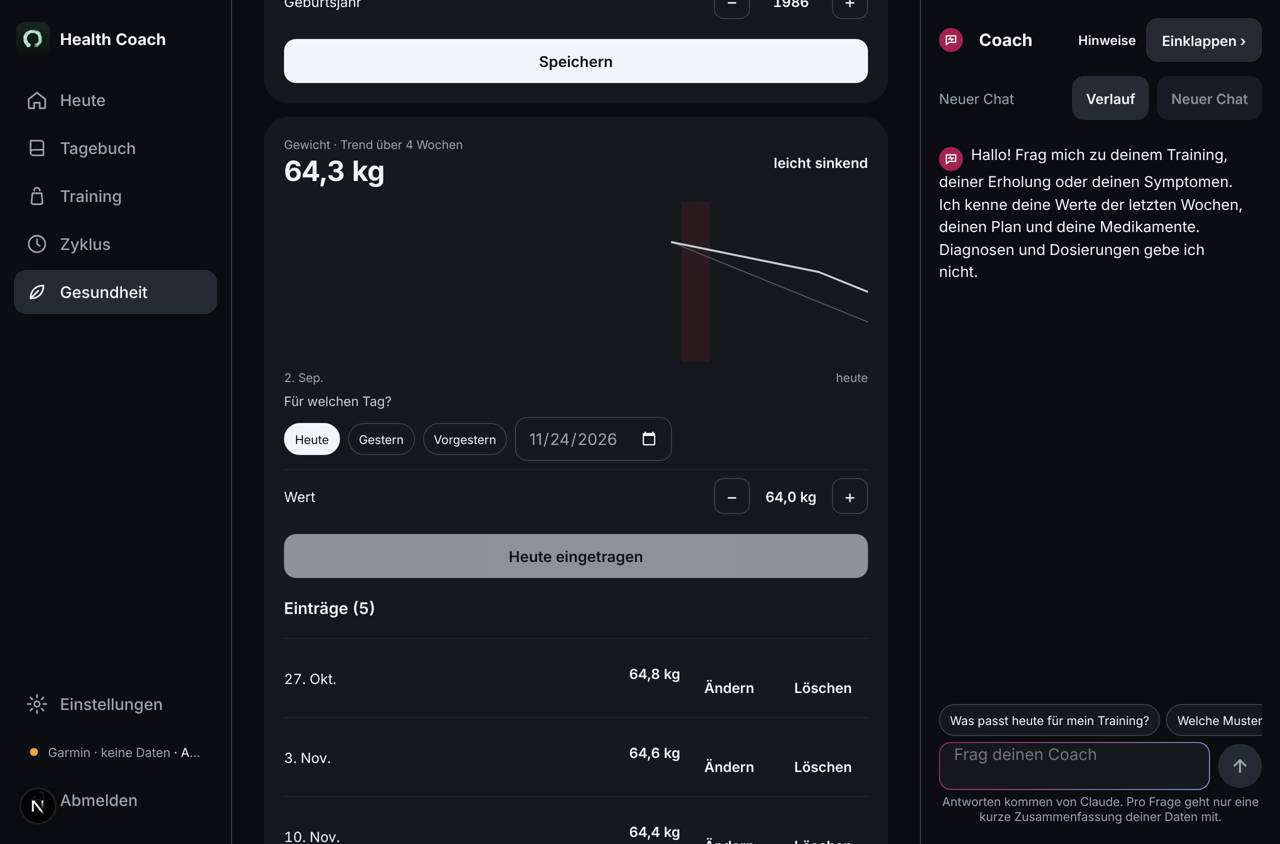 Health Coach
Heute
Tagebuch
Training
Zyklus
Gesundheit
Einstellungen
Garmin · keine Daten · A...
N
Abmelden
Geburtsjahr
− 1986 +
Speichern
Gewicht · Trend über 4 Wochen
64,3 kg
leicht sinkend
2. Sep.
heute
Für welchen Tag?
Heute Gestern Vorgestern 11/24/2026
Wert − 64,0 kg +
Heute eingetragen
Einträge (5)
27. Okt. 64,8 kg Ändern Löschen
3. Nov. 64,6 kg Ändern Löschen
10. Nov. 64,4 kg Ändern Löschen
Coach Hinweise Einklappen ›
Neuer Chat Verlauf Neuer Chat
Hallo! Frag mich zu deinem Training,
deiner Erholung oder deinen Symptomen.
Ich kenne deine Werte der letzten Wochen,
deinen Plan und deine Medikamente.
Diagnosen und Dosierungen gebe ich
nicht.
Was passt heute für mein Training? Welche Muster
Frag deinen Coach
Antworten kommen von Claude. Pro Frage geht nur eine
kurze Zusammenfassung deiner Daten mit.